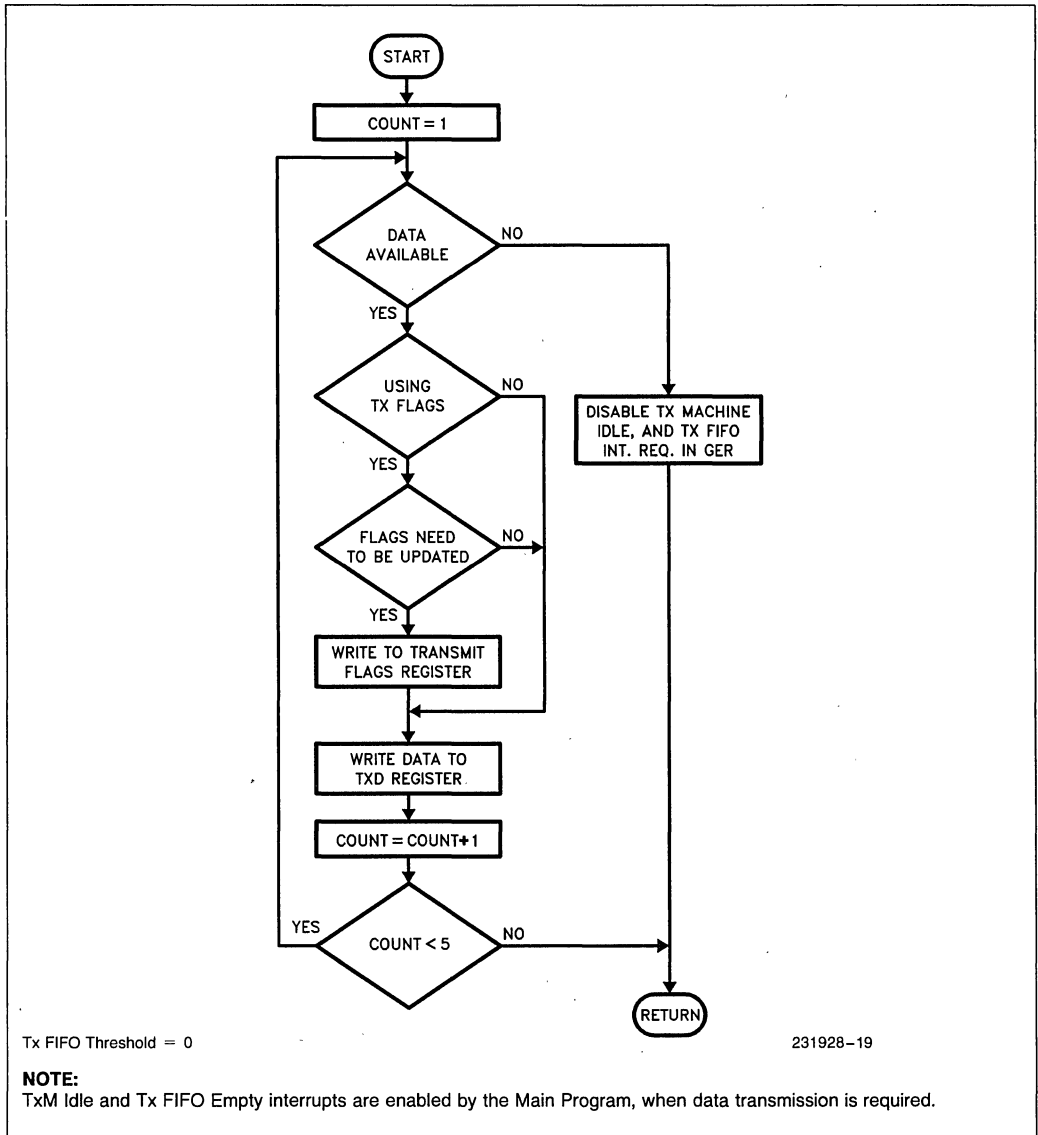 START
COUNT = 1
DATA
AVAILABLE
NO
YES
USING
TX FLAGS
NO
DISABLE TX MACHINE
IDLE, AND TX FIFO
INT. REQ. IN GER
YES
FLAGS NEED
TO BE UPDATED
NO
YES
WRITE TO TRANSMIT
FLAGS REGISTER
WRITE DATA TO
TXD REGISTER
COUNT = COUNT+1
YES
COUNT < 5
NO
RETURN
Tx FIFO Threshold = 0
231928-19
NOTE:
TxM Idle and Tx FIFO Empty interrupts are enabled by the Main Program, when data transmission is required.